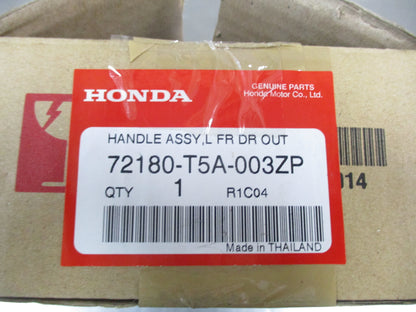 HONDA
GENUINE PARTS
Honda Motor Co., Ltd.
HANDLE ASSY,L FR DR OUT
72180-T5A-003ZP
QTY 1 R1C04
Made in THAILAND
014